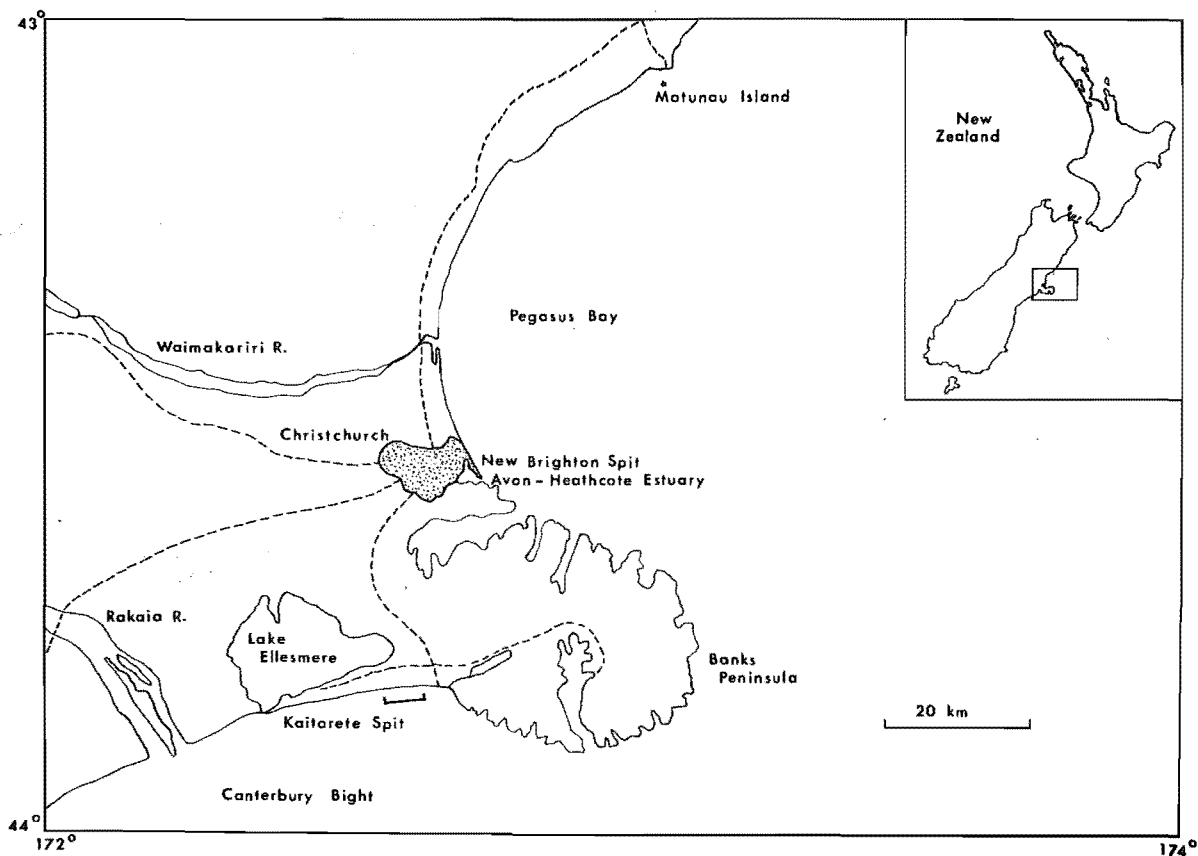 43°
Motunau Island
New
Zealand
Pegasus Bay
Waimakariri R.
Christchurch
New Brighton Spit
Avon - Heathcote Estuary
Rakaia R.
Lake
Ellesmere
Banks
Peninsula
20 km
Kaitarete Spit
Canterbury Bight
44°
172°
174°